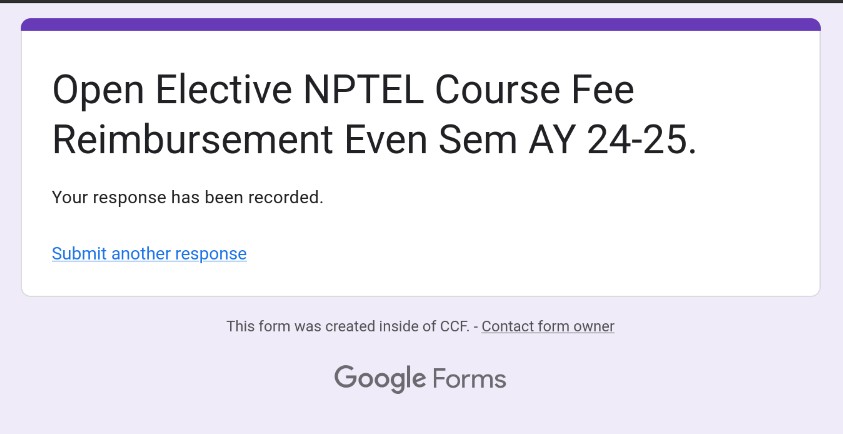 Open Elective NPTEL Course Fee
Reimbursement Even Sem AY 24-25.
Your response has been recorded.
Submit another response
This form was created inside of CCF. - Contact form owner
Google Forms